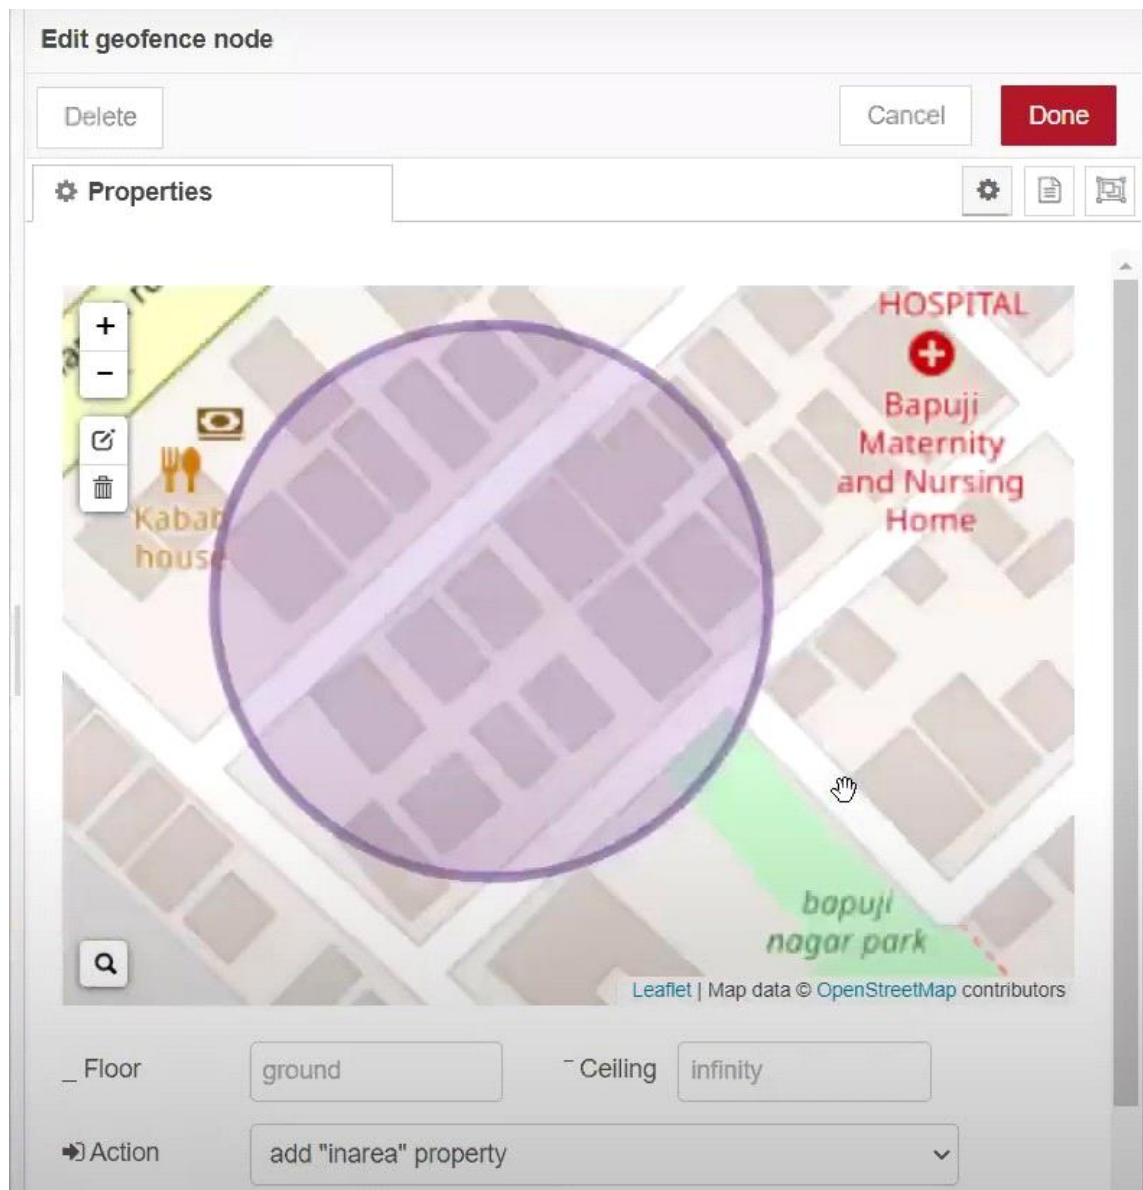 Edit geofence node
Delete
Cancel
Done
Properties
+
−
HOSPITAL
Bapuji
Maternity
and Nursing
Home
Kabab
house
bapuji
nagar park
Leaflet | Map data © OpenStreetMap contributors
Floor
ground
Ceiling
infinity
Action
add "inarea" property